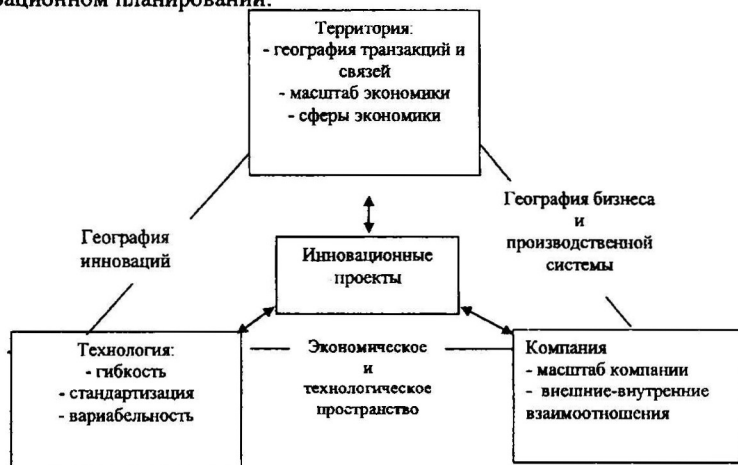 рационном планировании.
Территория:
- география транзакций и
связей
- масштаб экономики
- сферы экономики
География
инноваций
География бизнеса
и
производственной
системы
Инновационные
проекты
Технология:
- гибкость
- стандартизация
- вариабельность
Экономическое
и
технологическое
пространство
Компания
- масштаб компании
- внешние-внутренние
взаимоотношения